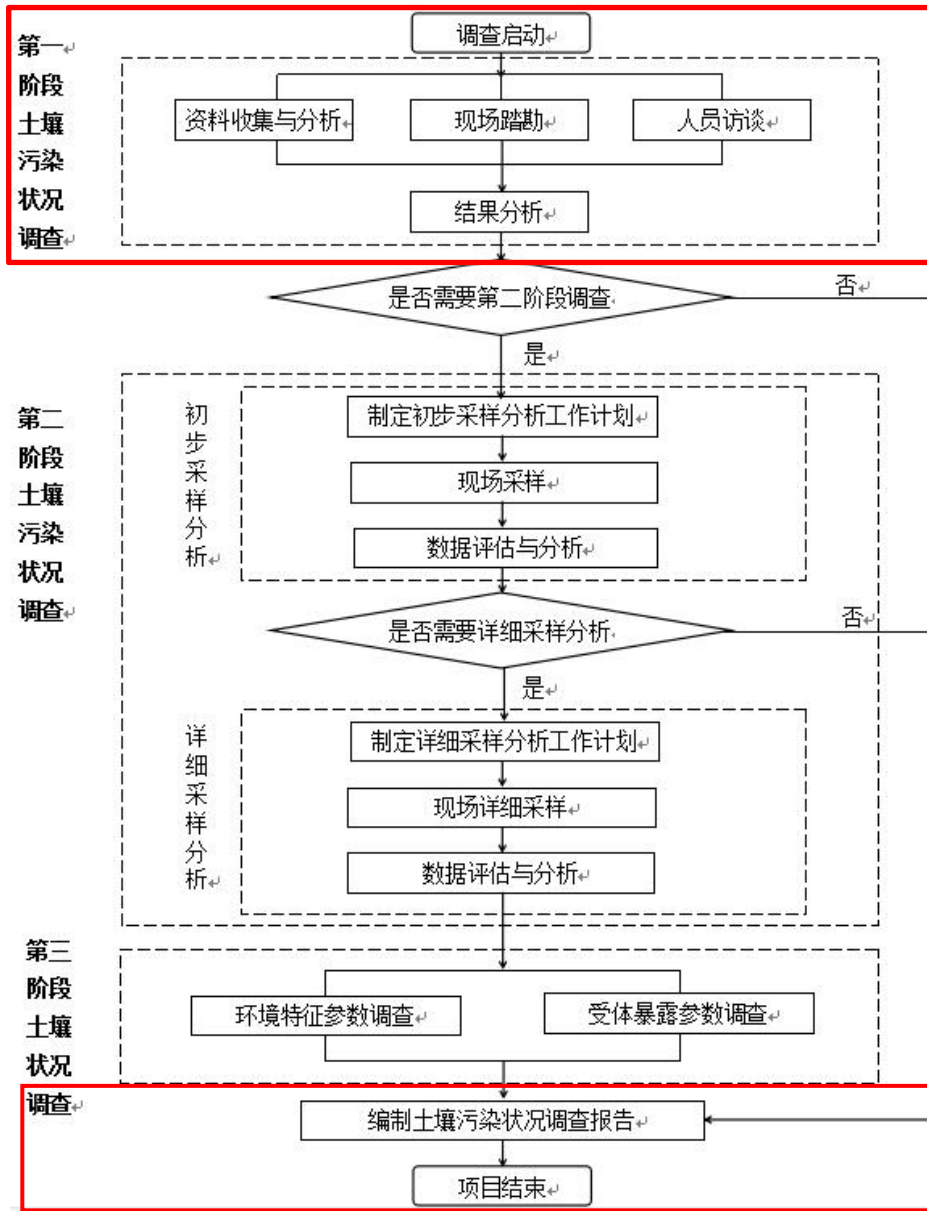 第一
阶段
土壤
污染
状况
调查
调查启动
资料收集与分析
现场踏勘
人员访谈
结果分析
是否需要第二阶段调查
否
是
第二
阶段
土壤
污染
状况
调查
初
步
采
样
分
析
制定初步采样分析工作计划
现场采样
数据评估与分析
是否需要详细采样分析
否
是
详
细
采
样
分
析
制定详细采样分析工作计划
现场详细采样
数据评估与分析
第三
阶段
土壤
状况
调查
环境特征参数调查
受体暴露参数调查
编制土壤污染状况调查报告
项目结束